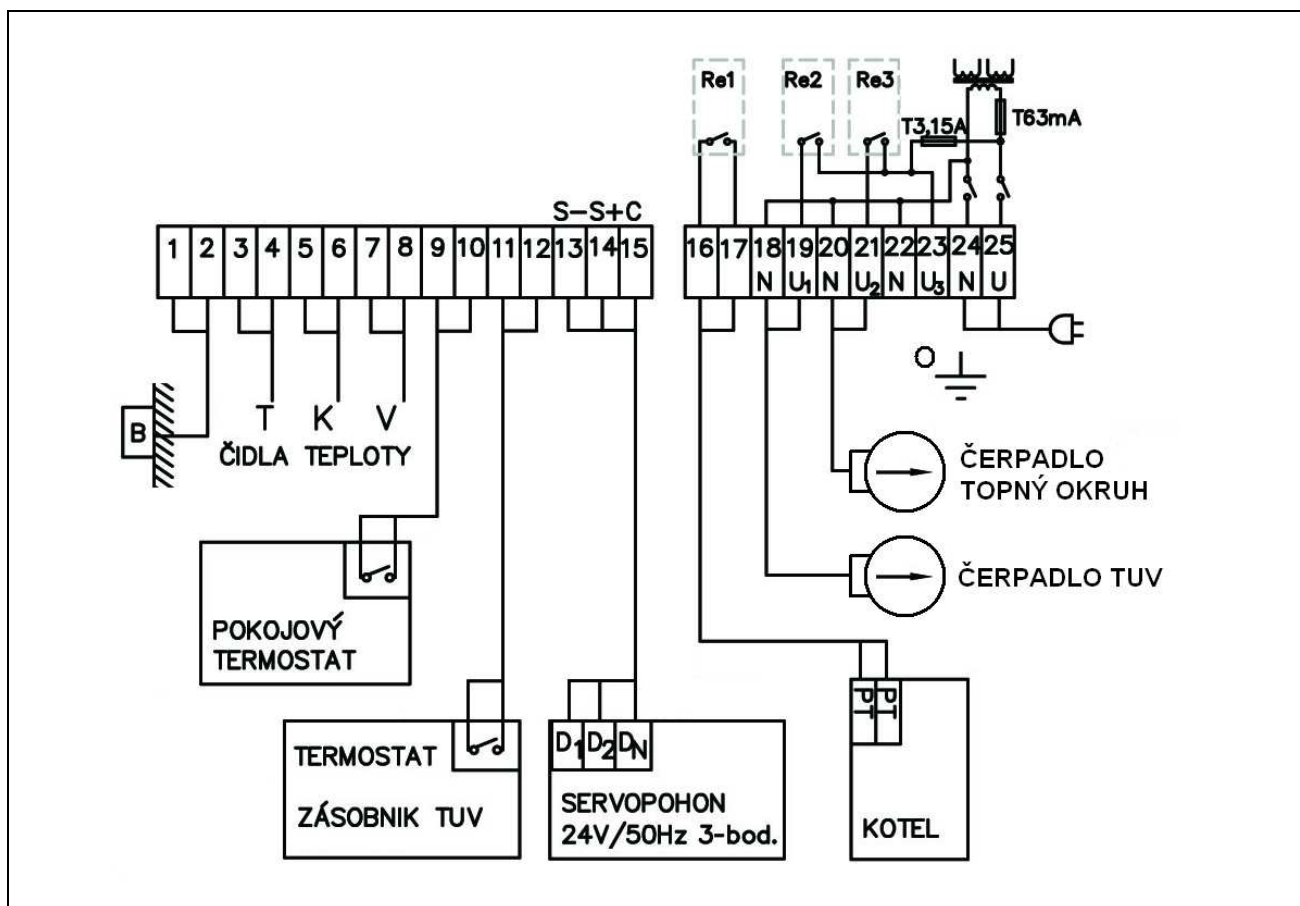 Re1 Re2 Re3
T3,15A T63mA
S-S+C
1 2 3 4 5 6 7 8 9 10 11 12 13 14 15
16 17 18 19 20 21 22 23 24 25
N U1 N U2 N U3 N U
O
B
T K V
ČIDLA TEPLOTY
ČERPADLO
TOPNÝ OKRUH
ČERPADLO TUV
POKOJOVÝ
TERMOSTAT
TERMOSTAT
ZÁSOBNIK TUV
D1 D2 DN
SERVOPOHON
24V/50Hz 3-bod.
PT PT
KOTEL